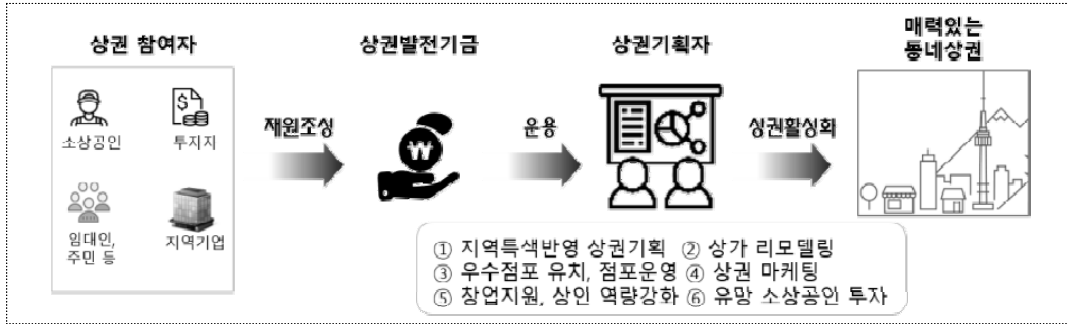 상권 참여자
상권발전기금
상권기획자
매력있는
동네상권
소상공인
투자지
임대인,
주민 등
지역기업
재원조성
운용
상권활성화
₩
$
① 지역특색반영 상권기획 ② 상가 리모델링
③ 우수점포 유치, 점포운영 ④ 상권 마케팅
⑤ 창업지원, 상인 역량강화 ⑥ 유망 소상공인 투자